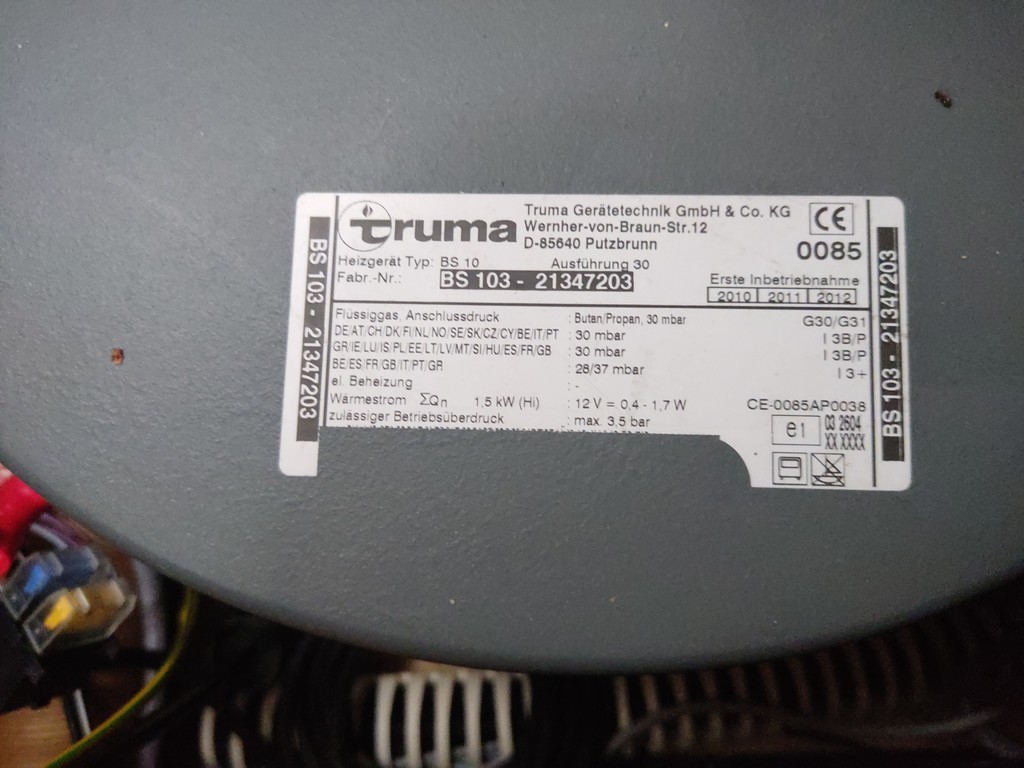 truma
Truma Gerätetechnik GmbH & Co. KG
Wernher-von-Braun-Str.12
D-85640 Putzbrunn
CE
0085
Heizgerät Typ: BS 10 Ausführung 30
Fabr.-Nr.: BS 103 - 21347203
Erste Inbetriebnahme
2010 2011 2012
Flüssiggas, Anschlussdruck : Butan/Propan, 30 mbar G30/G31
DE/AT/CH/DK/FI/NL/NO/SE/SK/CZ/CY/BE/IT/PT : 30 mbar I 3B/P
GR/IE/LU/IS/PL/EE/LT/LV/MT/SI/HU/ES/FR/GB : 30 mbar I 3B/P
BE/ES/FR/GB/IT/PT/GR : 28/37 mbar I 3+
el. Beheizung : -
Wärmestrom ΣQn 1,5 kW (Hi) : 12 V = 0,4 - 1,7 W CE-0085AP0038
zulässiger Betriebsüberdruck : max. 3,5 bar
e1 03 2604
XX XXXX
BS 103 - 21347203
BS 103 - 21347203